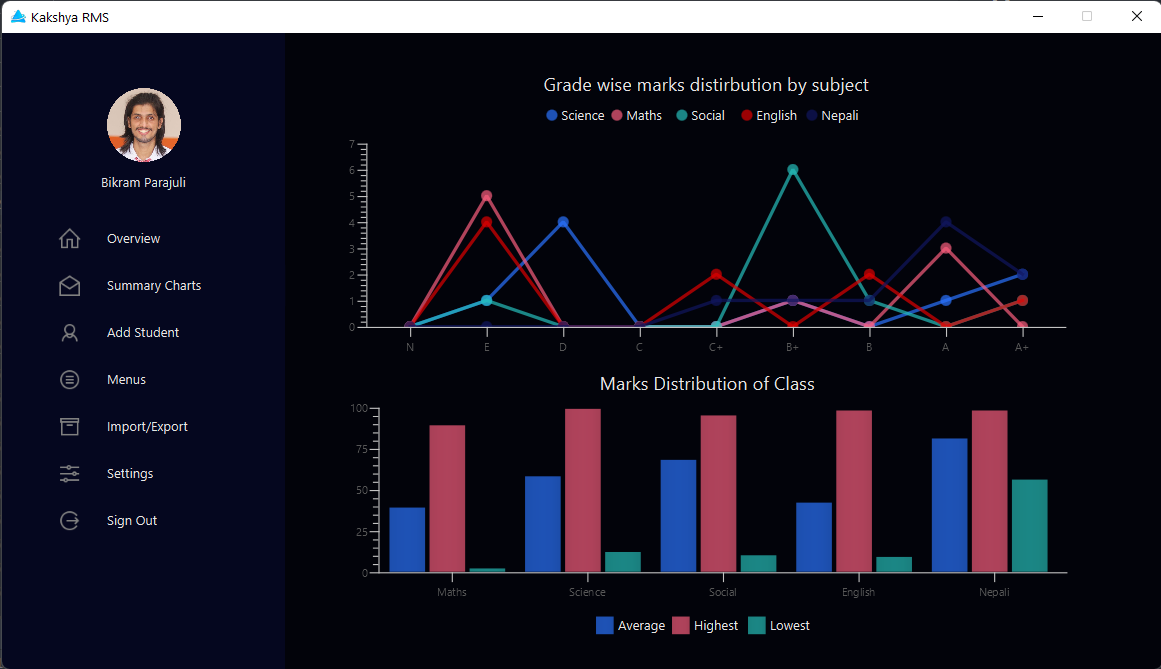 Kakshya RMS
Bikram Parajuli
Overview
Summary Charts
Add Student
Menus
Import/Export
Settings
Sign Out
Grade wise marks distirbution by subject
Science Maths Social English Nepali
7
6
5
4
3
2
1
0
N E D C C+ B+ B A A+
Marks Distribution of Class
100
75
50
25
0
Maths Science Social English Nepali
Average Highest Lowest